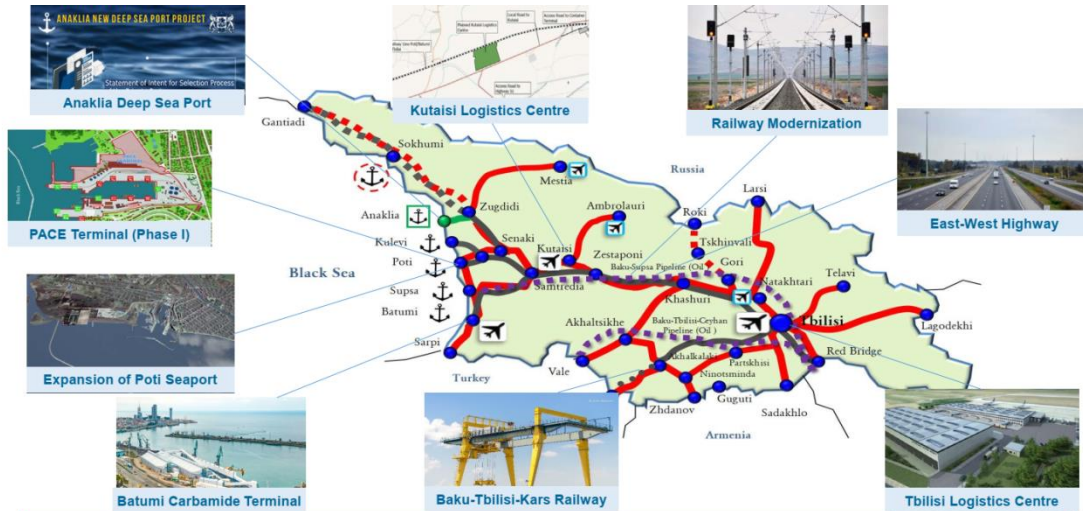 ANAKLIA NEW DEEP SEA PORT PROJECT
Statement of Intent for Selection Process
Anaklia Deep Sea Port
Kutaisi Logistics Centre
Railway Modernization
East-West Highway
PACE Terminal (Phase I)
Expansion of Poti Seaport
Batumi Carbamide Terminal
Baku-Tbilisi-Kars Railway
Tbilisi Logistics Centre
Gantiadi
Sokhumi
Mestia
Russia
Larsi
Anaklia
Zugdidi
Ambrolauri
Roki
Kulevi
Senaki
Kutaisi
Tskhinvali
Poti
Zestaponi
Gori
Telavi
Black Sea
Baku-Supsa Pipeline (Oil
Natakhtari
Supsa
Samtredia
Khashuri
Batumi
Akhaltsikhe
Baku-Tbilisi-Ceyhan
Pipeline (Oil )
Tbilisi
Lagodekhi
Sarpi
Akhalkalaki
Partskhisi
Red Bridge
Turkey
Vale
Ninotsminda
Zhdanov
Guguti
Sadakhlo
Armenia